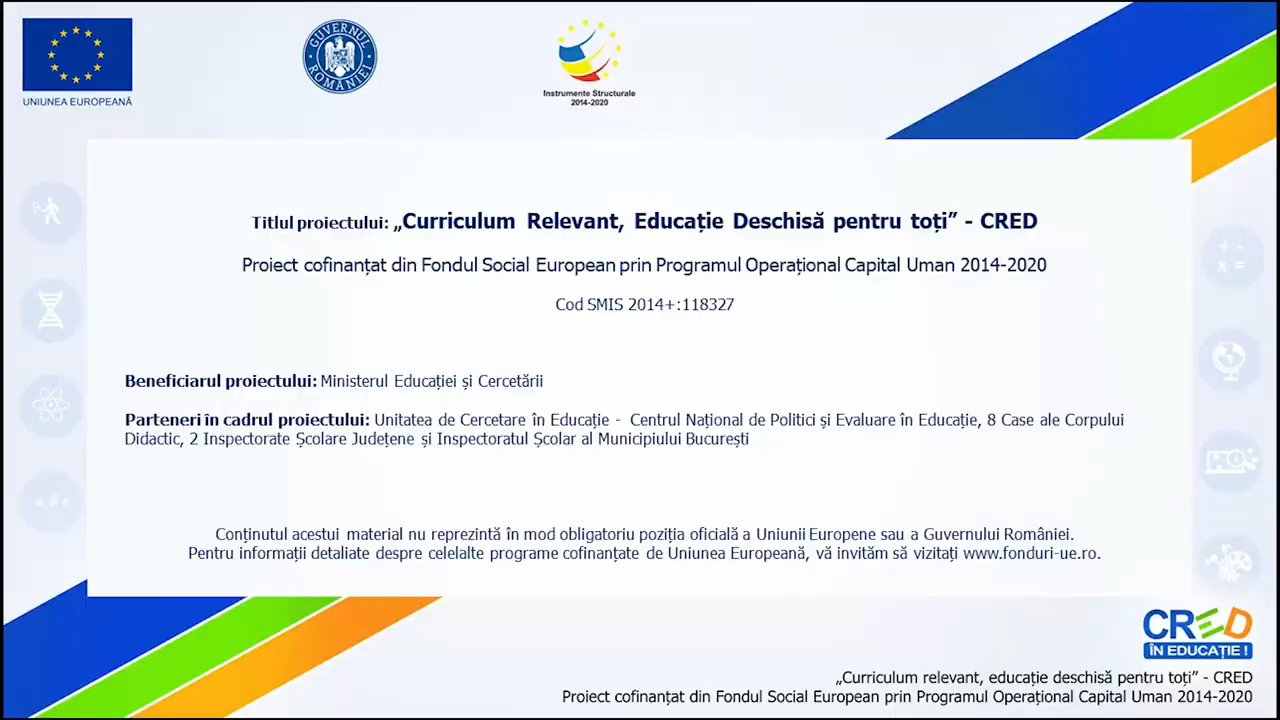 UNIUNEA EUROPEANĂ
GUVERNUL ROMÂNIEI
Instrumente Structurale
2014-2020
Titlul proiectului: „Curriculum Relevant, Educație Deschisă pentru toți” - CRED
Proiect cofinanțat din Fondul Social European prin Programul Operațional Capital Uman 2014-2020
Cod SMIS 2014+:118327
Beneficiarul proiectului: Ministerul Educației și Cercetării
Parteneri în cadrul proiectului: Unitatea de Cercetare în Educație - Centrul Național de Politici și Evaluare în Educație, 8 Case ale Corpului
Didactic, 2 Inspectorate Școlare Județene și Inspectoratul Școlar al Municipiului București
Conținutul acestui material nu reprezintă în mod obligatoriu poziția oficială a Uniunii Europene sau a Guvernului României.
Pentru informații detaliate despre celelalte programe cofinanțate de Uniunea Europeană, vă invităm să vizitați www.fonduri-ue.ro.
CRED
ÎN EDUCAȚIE !
„Curriculum relevant, educație deschisă pentru toți” - CRED
Proiect cofinanțat din Fondul Social European prin Programul Operațional Capital Uman 2014-2020